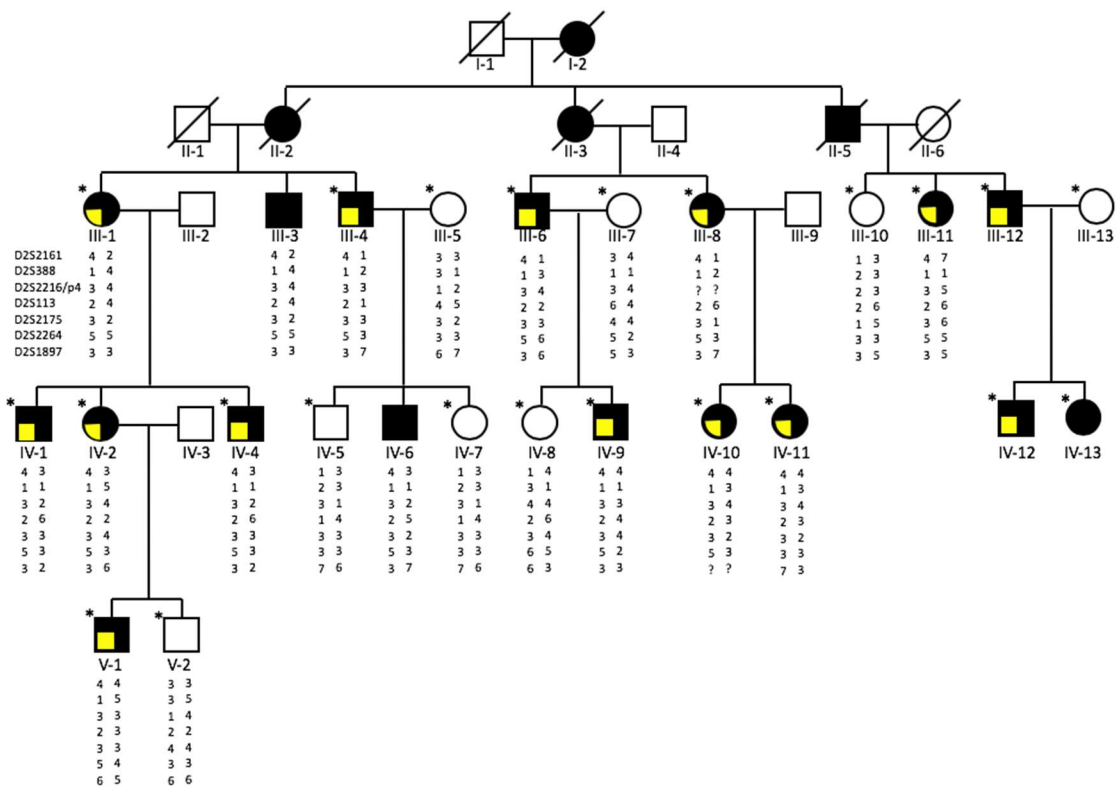 I-1 I-2
II-1 II-2 II-3 II-4 II-5 II-6
* * * * * * * * * *
III-1 III-2 III-3 III-4 III-5 III-6 III-7 III-8 III-9 III-10 III-11 III-12 III-13
D2S2161 4 2 4 2 4 1 3 3 4 1 3 4 4 1 1 3 4 7
D2S388 1 4 1 4 1 2 3 1 1 3 1 1 1 2 2 3 1 1
D2S2216/p4 3 4 3 4 3 3 1 2 3 4 3 4 ? ? 2 3 3 5
D2S113 2 4 2 4 2 1 4 5 2 2 6 4 2 6 2 6 2 6
D2S2175 3 2 3 2 3 3 3 2 3 3 4 4 3 1 1 5 3 6
D2S2264 5 5 5 5 5 3 3 3 5 6 5 2 5 3 3 3 5 5
D2S1897 3 3 3 3 3 7 6 7 3 6 5 3 3 7 3 5 3 5
* * * * * * * * * * *
IV-1 IV-2 IV-3 IV-4 IV-5 IV-6 IV-7 IV-8 IV-9 IV-10 IV-11 IV-12 IV-13
4 3 4 3 4 3 1 3 4 3 1 3 1 4 4 4 4 4 4 4
1 1 1 5 1 1 2 3 1 1 2 3 3 1 1 1 1 3 1 3
3 2 3 4 3 2 3 1 3 2 3 1 4 4 3 4 3 4 3 4
2 6 2 2 2 6 1 4 2 5 1 4 2 6 2 4 2 3 2 3
3 3 3 4 3 3 3 3 3 2 3 3 3 4 3 4 3 2 3 2
5 3 5 3 5 3 3 3 5 3 3 3 6 5 5 2 5 3 3 3
3 2 3 6 3 2 7 6 3 7 7 6 6 3 3 3 ? ? 7 3
* *
V-1 V-2
4 4 3 3
1 5 3 5
3 3 1 4
2 3 2 2
3 3 4 4
5 4 3 3
6 5 6 6